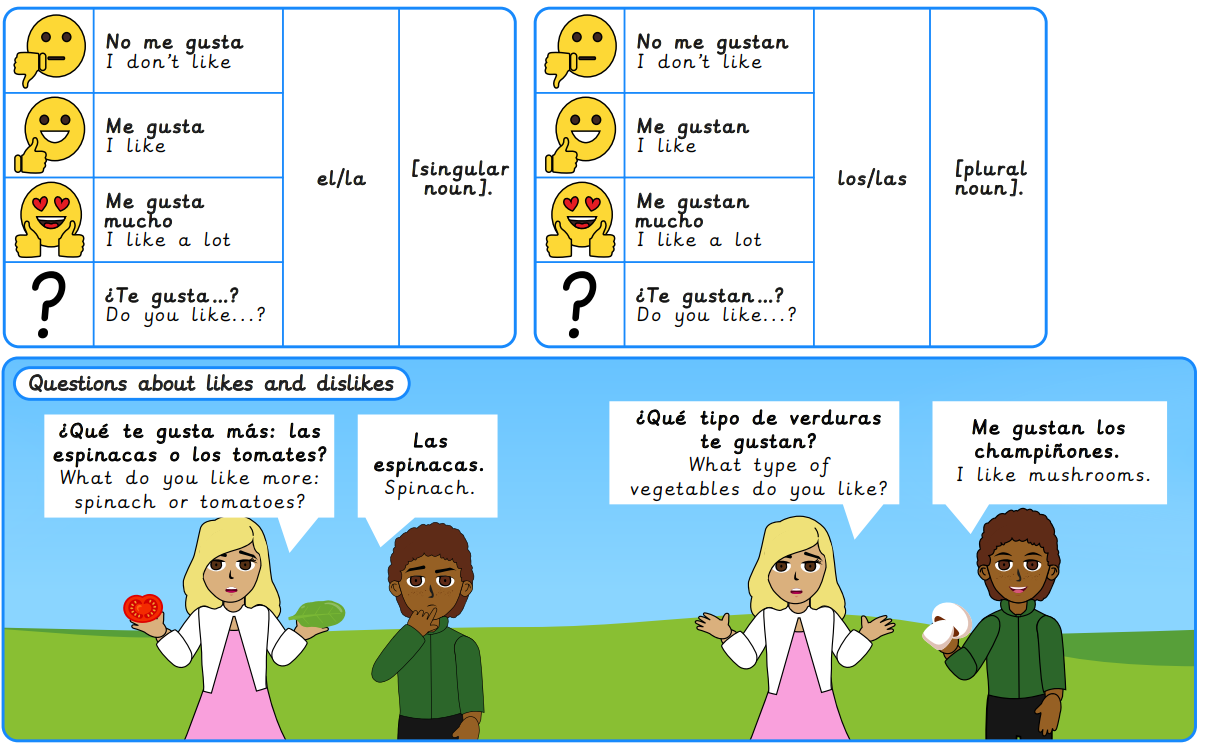 No me gusta
I don't like
Me gusta
I like
Me gusta
mucho
I like a lot
¿Te gusta...?
Do you like...?
el/la
[singular
noun].
No me gustan
I don't like
Me gustan
I like
Me gustan
mucho
I like a lot
¿Te gustan...?
Do you like...?
los/las
[plural
noun].
Questions about likes and dislikes
¿Qué te gusta más: las
espinacas o los tomates?
What do you like more:
spinach or tomatoes?
Las
espinacas.
Spinach.
¿Qué tipo de verduras
te gustan?
What type of
vegetables do you like?
Me gustan los
champiñones.
I like mushrooms.